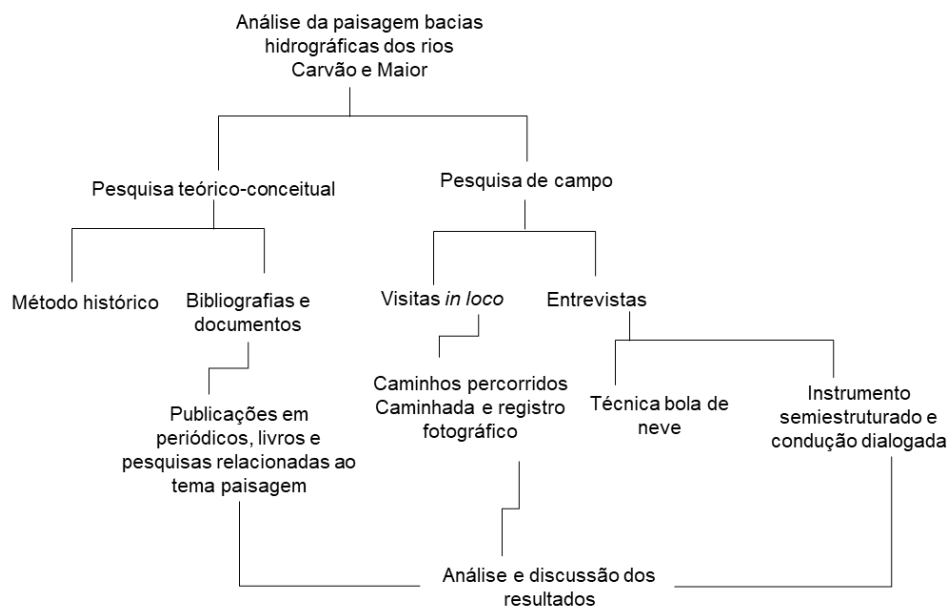 Análise da paisagem bacias
hidrográficas dos rios
Carvão e Maior
Pesquisa teórico-conceitual
Pesquisa de campo
Método histórico
Bibliografias e
documentos
Visitas in loco
Entrevistas
Publicações em
periódicos, livros e
pesquisas relacionadas ao
tema paisagem
Caminhos percorridos
Caminhada e registro
fotográfico
Técnica bola de
neve
Instrumento
semiestruturado e
condução dialogada
Análise e discussão dos
resultados